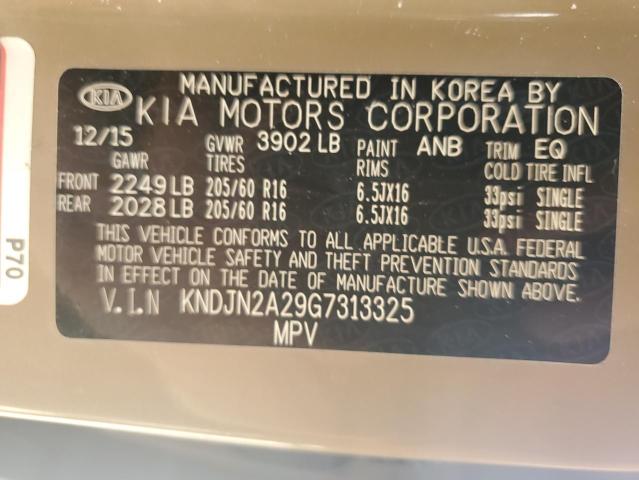 MANUFACTURED IN KOREA BY
KIA KIA MOTORS CORPORATION
12/15 GVWR 3902 LB PAINT ANB TRIM EQ
GAWR TIRES RIMS COLD TIRE INFL
FRONT 2249 LB 205/60 R16 6.5JX16 33psi SINGLE
REAR 2028 LB 205/60 R16 6.5JX16 33psi SINGLE
THIS VEHICLE CONFORMS TO ALL APPLICABLE U.S.A. FEDERAL
MOTOR VEHICLE SAFETY AND THEFT PREVENTION STANDARDS
IN EFFECT ON THE DATE OF MANUFACTURE SHOWN ABOVE.
V.I.N KNDJN2A29G7313325
MPV
P70